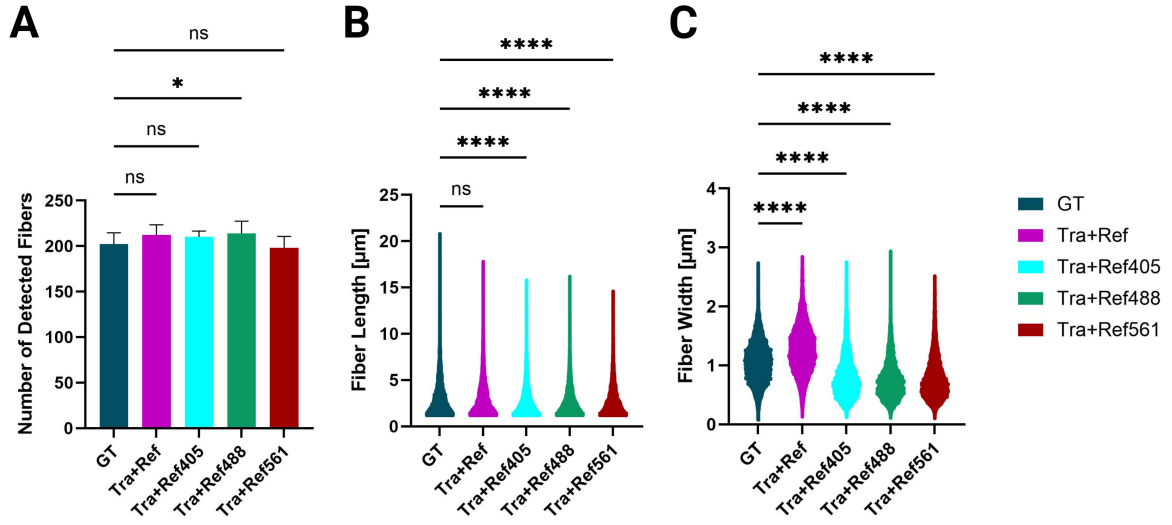 A
ns
*
ns
ns
Number of Detected Fibers
250
200
150
100
50
0
GT
Tra+Ref
Tra+Ref405
Tra+Ref488
Tra+Ref561
B
****
****
****
ns
Fiber Length [μm]
25
20
15
10
5
0
GT
Tra+Ref
Tra+Ref405
Tra+Ref488
Tra+Ref561
C
****
****
****
****
Fiber Width [μm]
4
3
2
1
0
GT
Tra+Ref
Tra+Ref405
Tra+Ref488
Tra+Ref561
GT
Tra+Ref
Tra+Ref405
Tra+Ref488
Tra+Ref561